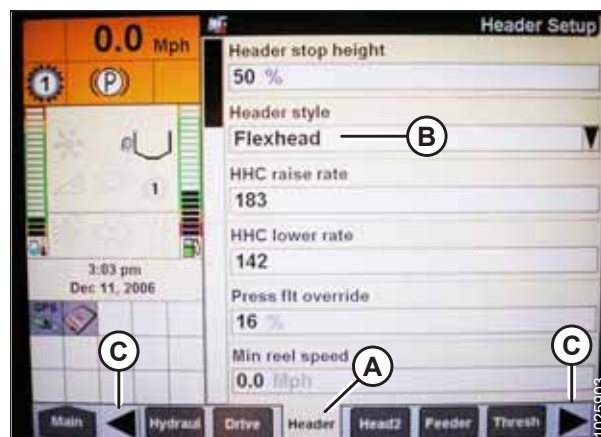 0.0 Mph
Header Setup
1
(P)
1
3:03 pm
Dec 11, 2006
GPS
Header stop height
50 %
Header style
Flexhead
B
HHC raise rate
183
HHC lower rate
142
Press flt override
16 %
Min reel speed
0.0 Mph
C
A
C
Main
Hydraul
Drive
Header
Head2
Feeder
Thresh
1025903